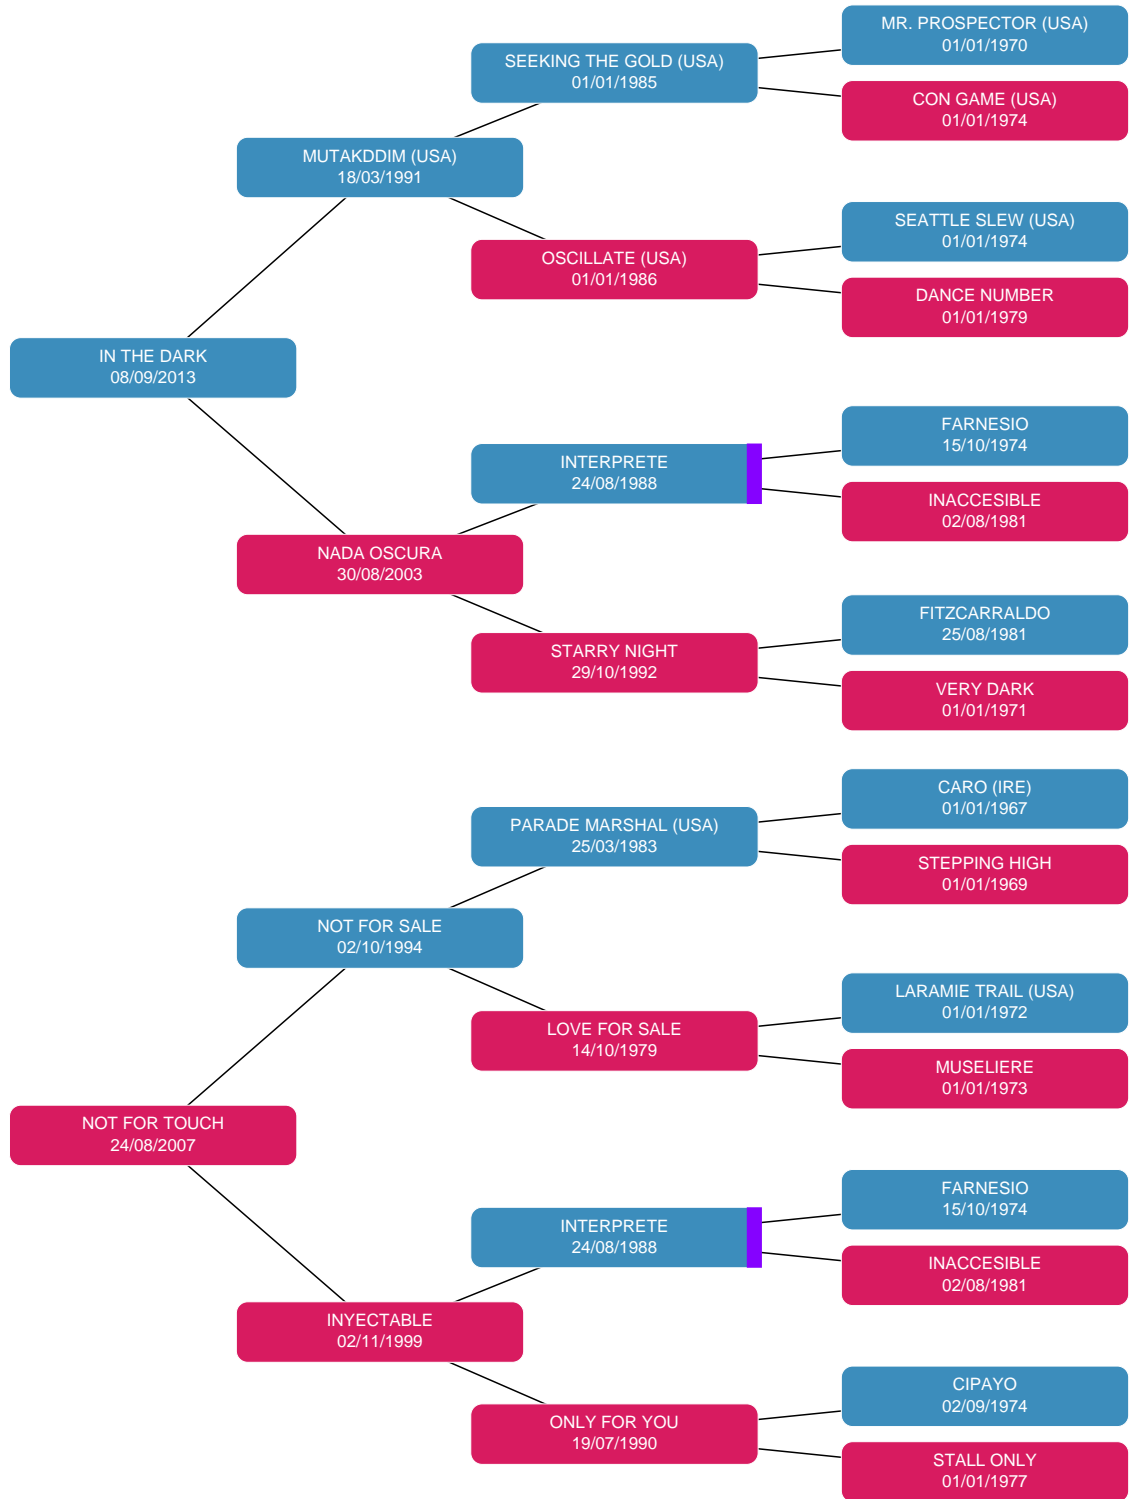 MR. PROSPECTOR (USA)
01/01/1970
SEEKING THE GOLD (USA)
01/01/1985
CON GAME (USA)
01/01/1974
MUTAKDDIM (USA)
18/03/1991
SEATTLE SLEW (USA)
01/01/1974
OSCILLATE (USA)
01/01/1986
DANCE NUMBER
01/01/1979
IN THE DARK
08/09/2013
FARNESIO
15/10/1974
INTERPRETE
24/08/1988
INACCESIBLE
02/08/1981
NADA OSCURA
30/08/2003
FITZCARRALDO
25/08/1981
STARRY NIGHT
29/10/1992
VERY DARK
01/01/1971
CARO (IRE)
01/01/1967
PARADE MARSHAL (USA)
25/03/1983
STEPPING HIGH
01/01/1969
NOT FOR SALE
02/10/1994
LARAMIE TRAIL (USA)
01/01/1972
LOVE FOR SALE
14/10/1979
MUSELIERE
01/01/1973
NOT FOR TOUCH
24/08/2007
FARNESIO
15/10/1974
INTERPRETE
24/08/1988
INACCESIBLE
02/08/1981
INYECTABLE
02/11/1999
CIPAYO
02/09/1974
ONLY FOR YOU
19/07/1990
STALL ONLY
01/01/1977